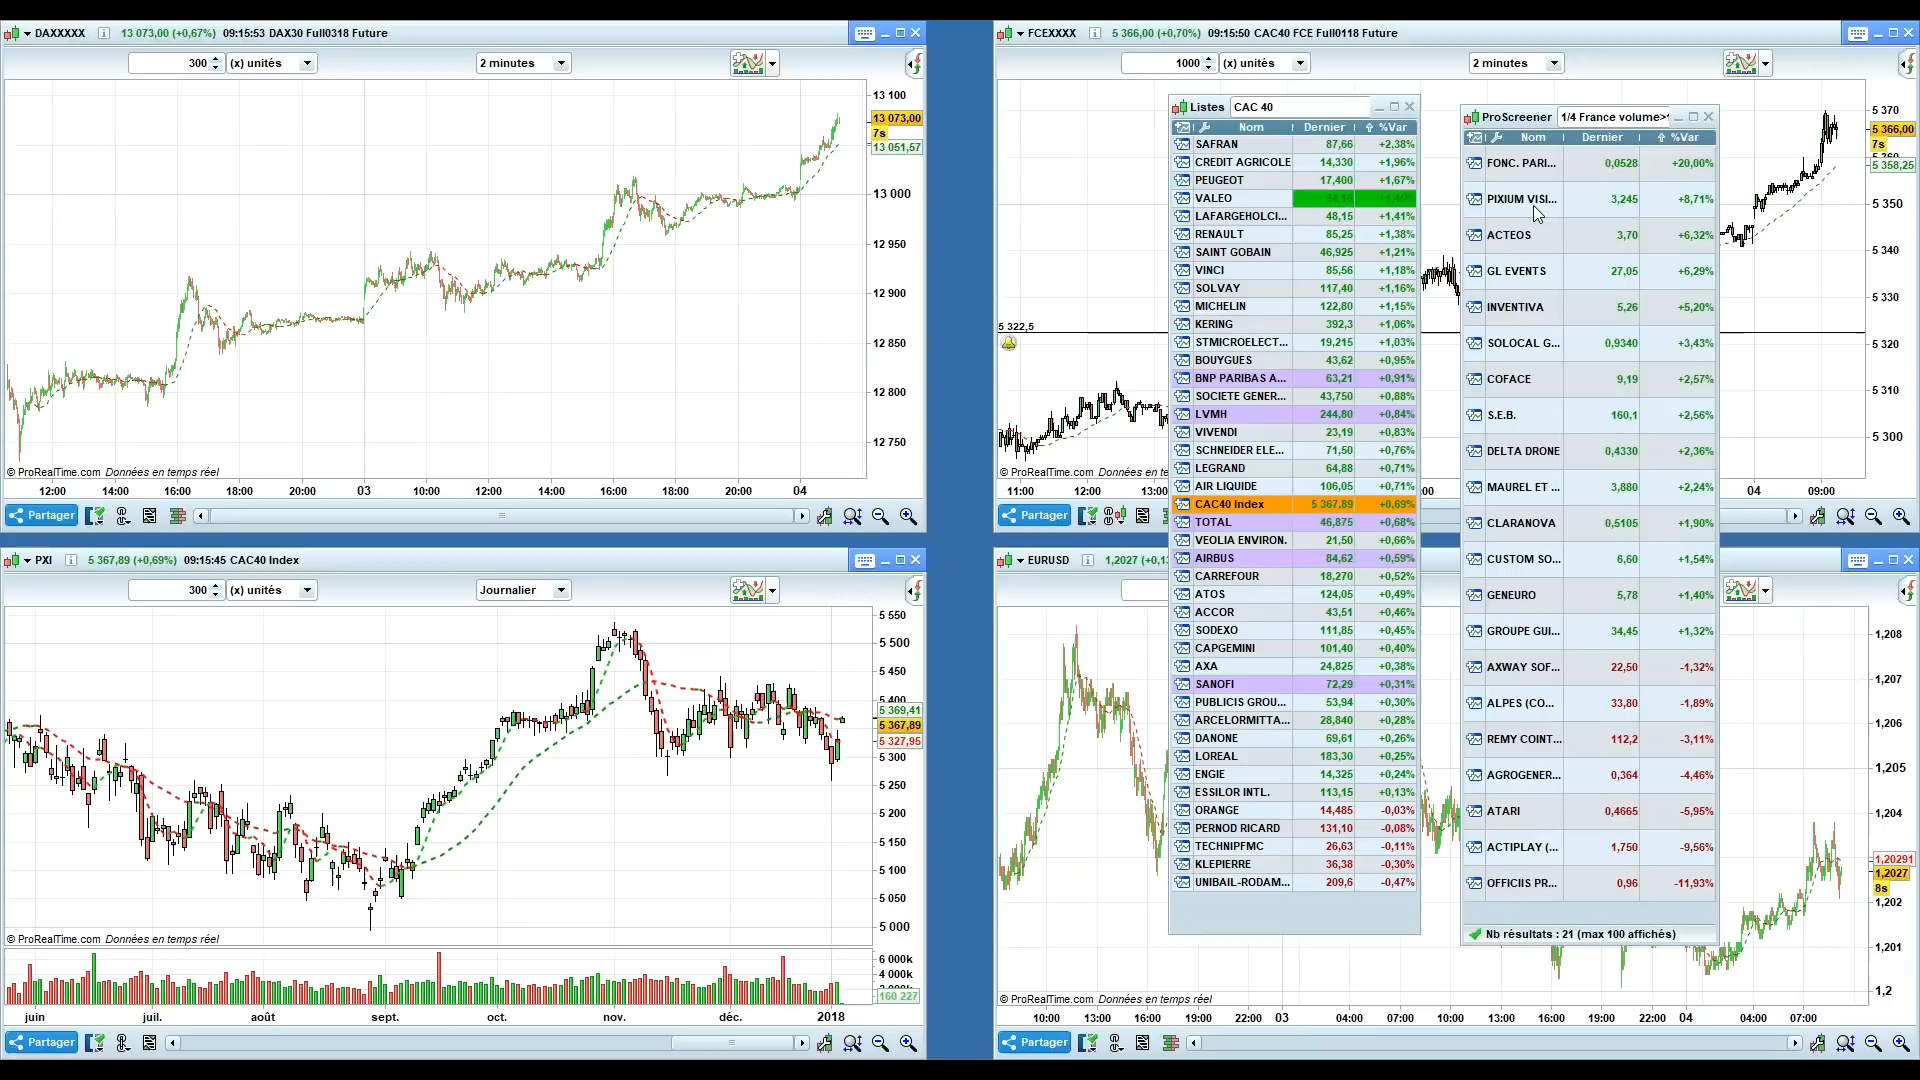 DAXXXXX 13 073,00 (+0,67%) 09:15:53 DAX30 Full0318 Future
300 (x) unités 2 minutes
13 100
13 073,00
7s
13 051,57
13 000
12 950
12 900
12 850
12 800
12 750
© ProRealTime.com Données en temps réel
12:00 14:00 16:00 18:00 20:00 03 10:00 12:00 14:00 16:00 18:00 20:00 04
Partager
FCEXXXX 5 366,00 (+0,70%) 09:15:50 CAC40 FCE Full0118 Future
1000 (x) unités 2 minutes
5 370
5 366,00
7s
5 358,25
5 350
5 340
5 330
5 320
5 310
5 300
5 322,5
© ProRealTime.com Données en te
11:00 12:00 13:0 :00 04 09:00
Partager
Listes CAC 40
Nom Dernier %Var
SAFRAN 87,66 +2,38%
CREDIT AGRICOLE 14,330 +1,96%
PEUGEOT 17,400 +1,67%
VALEO
LAFARGEHOLCI... 48,15 +1,41%
RENAULT 85,25 +1,38%
SAINT GOBAIN 46,925 +1,21%
VINCI 85,56 +1,18%
SOLVAY 117,40 +1,16%
MICHELIN 122,80 +1,15%
KERING 392,3 +1,06%
STMICROELECT... 19,215 +1,03%
BOUYGUES 43,62 +0,95%
BNP PARIBAS A... 63,21 +0,91%
SOCIETE GENER... 43,750 +0,88%
LVMH 244,80 +0,84%
VIVENDI 23,19 +0,83%
SCHNEIDER ELE... 71,50 +0,76%
LEGRAND 64,88 +0,71%
AIR LIQUIDE 106,05 +0,71%
CAC40 Index 5 367,89 +0,69%
TOTAL 46,875 +0,68%
VEOLIA ENVIRON. 21,50 +0,66%
AIRBUS 84,62 +0,59%
CARREFOUR 18,270 +0,52%
ATOS 124,05 +0,49%
ACCOR 43,51 +0,46%
SODEXO 111,85 +0,45%
CAPGEMINI 101,40 +0,40%
AXA 24,825 +0,38%
SANOFI 72,29 +0,31%
PUBLICIS GROU... 53,94 +0,30%
ARCELORMITTA... 28,840 +0,28%
DANONE 69,61 +0,26%
LOREAL 183,30 +0,25%
ENGIE 14,325 +0,24%
ESSILOR INTL. 113,15 +0,13%
ORANGE 14,485 -0,03%
PERNOD RICARD 131,10 -0,08%
TECHNIPFMC 26,63 -0,11%
KLEPIERRE 36,38 -0,30%
UNIBAIL-RODAM... 209,6 -0,47%
ProScreener 1/4 France volume>
Nom Dernier %Var
FONC. PARI... 0,0528 +20,00%
PIXIUM VISI... 3,245 +8,71%
ACTEOS 3,70 +6,32%
GL EVENTS 27,05 +6,29%
INVENTIVA 5,26 +5,20%
SOLOCAL G... 0,9340 +3,43%
COFACE 9,19 +2,57%
S.E.B. 160,1 +2,56%
DELTA DRONE 0,4330 +2,36%
MAUREL ET ... 3,880 +2,24%
CLARANOVA 0,5105 +1,90%
CUSTOM SO... 6,60 +1,54%
GENEURO 5,78 +1,40%
GROUPE GUI... 34,45 +1,32%
AXWAY SOF... 22,50 -1,32%
ALPES (CO... 33,80 -1,89%
REMY COINT... 112,2 -3,11%
AGROGENER... 0,364 -4,46%
ATARI 0,4665 -5,95%
ACTIPLAY (... 1,750 -9,56%
OFFICIIS PR... 0,96 -11,93%
Nb résultats : 21 (max 100 affichés)
PXI 5 367,89 (+0,69%) 09:15:45 CAC40 Index
300 (x) unités Journalier
5 550
5 500
5 450
5 400
5 369,41
5 367,89
5 327,95
5 300
5 250
5 200
5 150
5 100
5 050
5 000
© ProRealTime.com Données en temps réel
6 000k
4 000k
160 227
juin juil. août sept. oct. nov. déc. 2018
Partager
EURUSD 1,2027 (+0,1
1,208
1,207
1,206
1,205
1,204
1,20291
1,2027
8s
1,202
1,201
1,2
© ProRealTime.com Données en temps réel
10:00 14:00 16:00 19:00 22:00 03 04:00 07:00 10:00 13:00 16:00 19:00 22:00 04 04:00 07:00
Partager